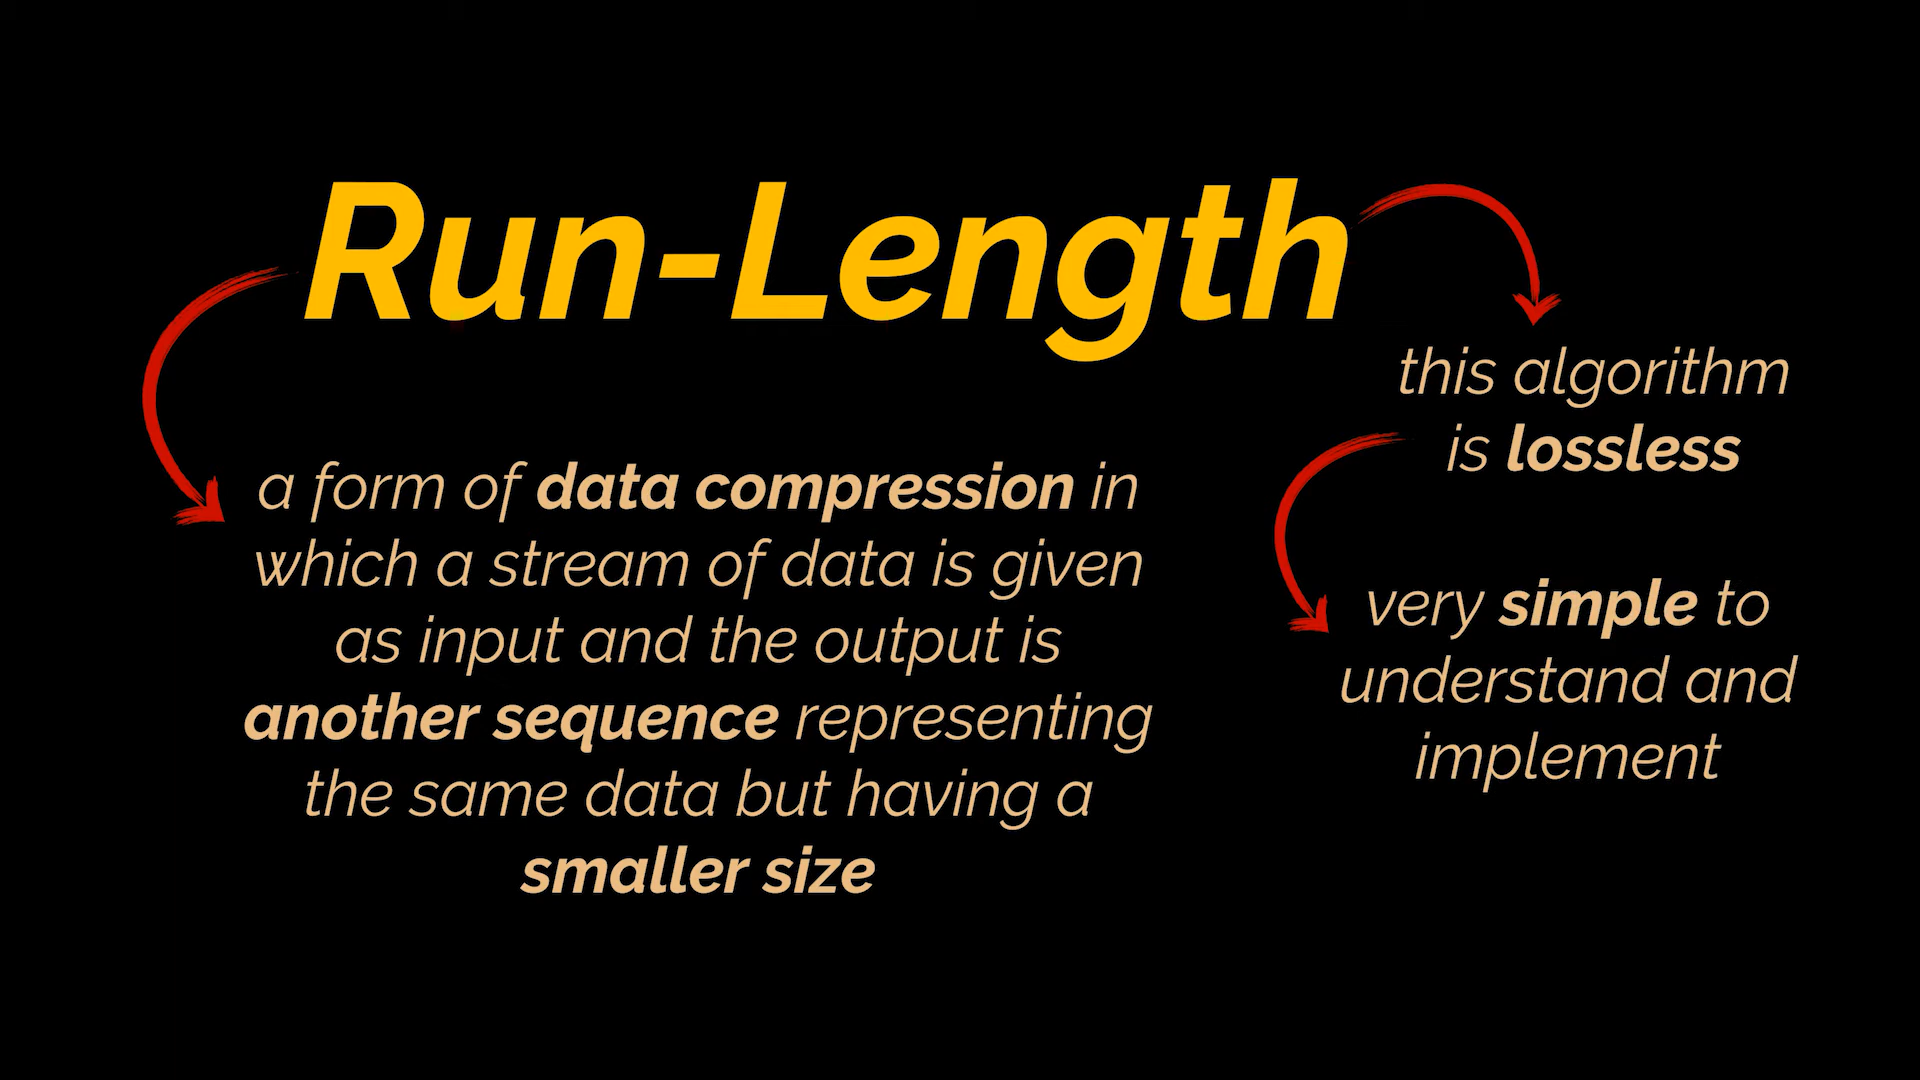 Run-Length
a form of data compression in
which a stream of data is given
as input and the output is
another sequence representing
the same data but having a
smaller size
this algorithm
is lossless
very simple to
understand and
implement